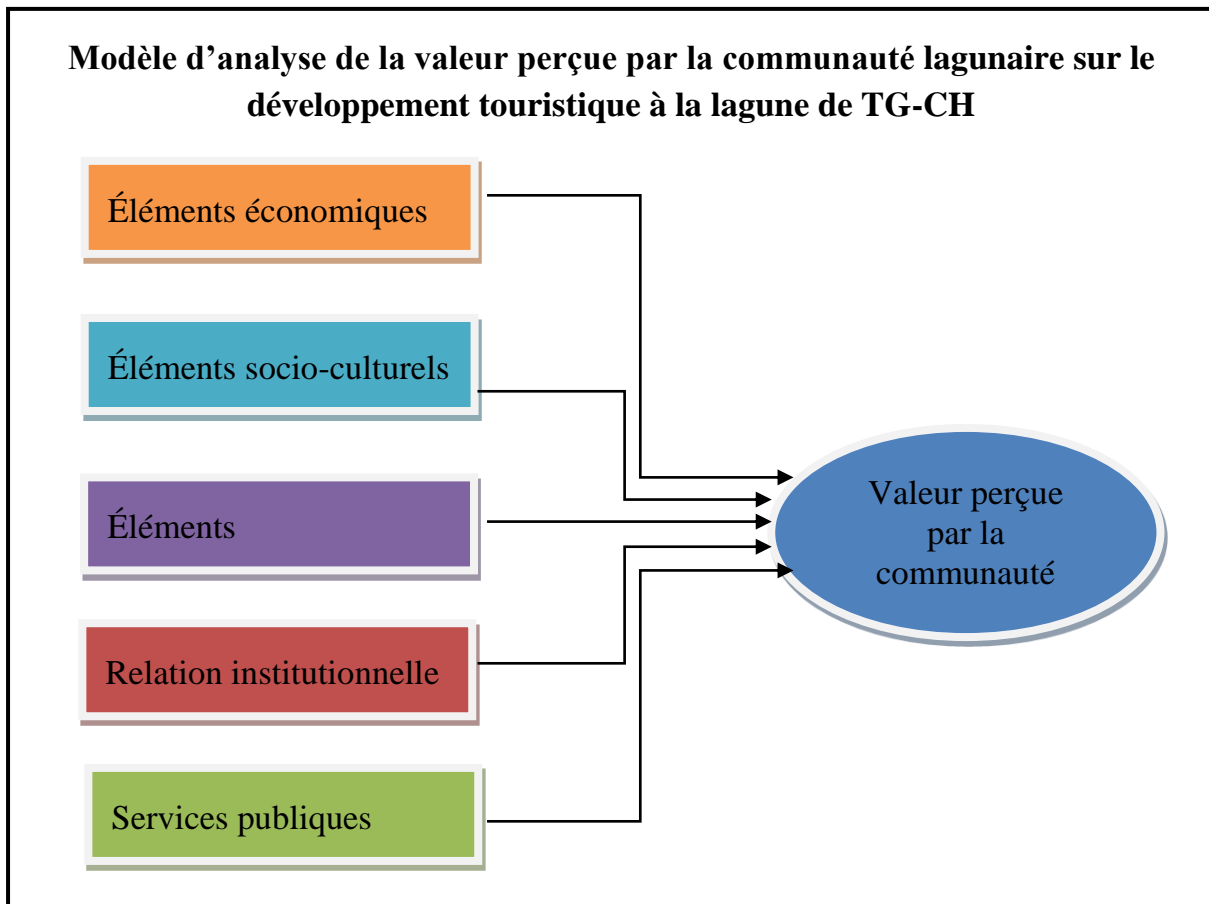 Modèle d’analyse de la valeur perçue par la communauté lagunaire sur le
développement touristique à la lagune de TG-CH
Éléments économiques
Éléments socio-culturels
Éléments
Relation institutionnelle
Services publiques
Valeur perçue
par la
communauté